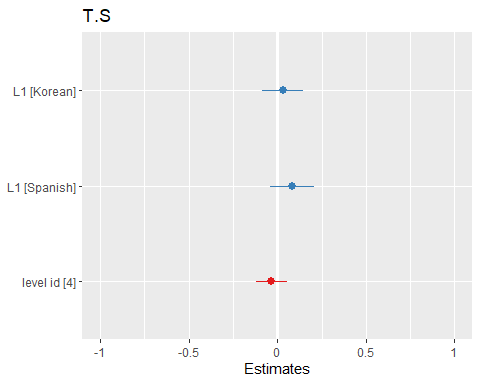 T.S
L1 [Korean]
L1 [Spanish]
level id [4]
-1 -0.5 0 0.5 1
Estimates